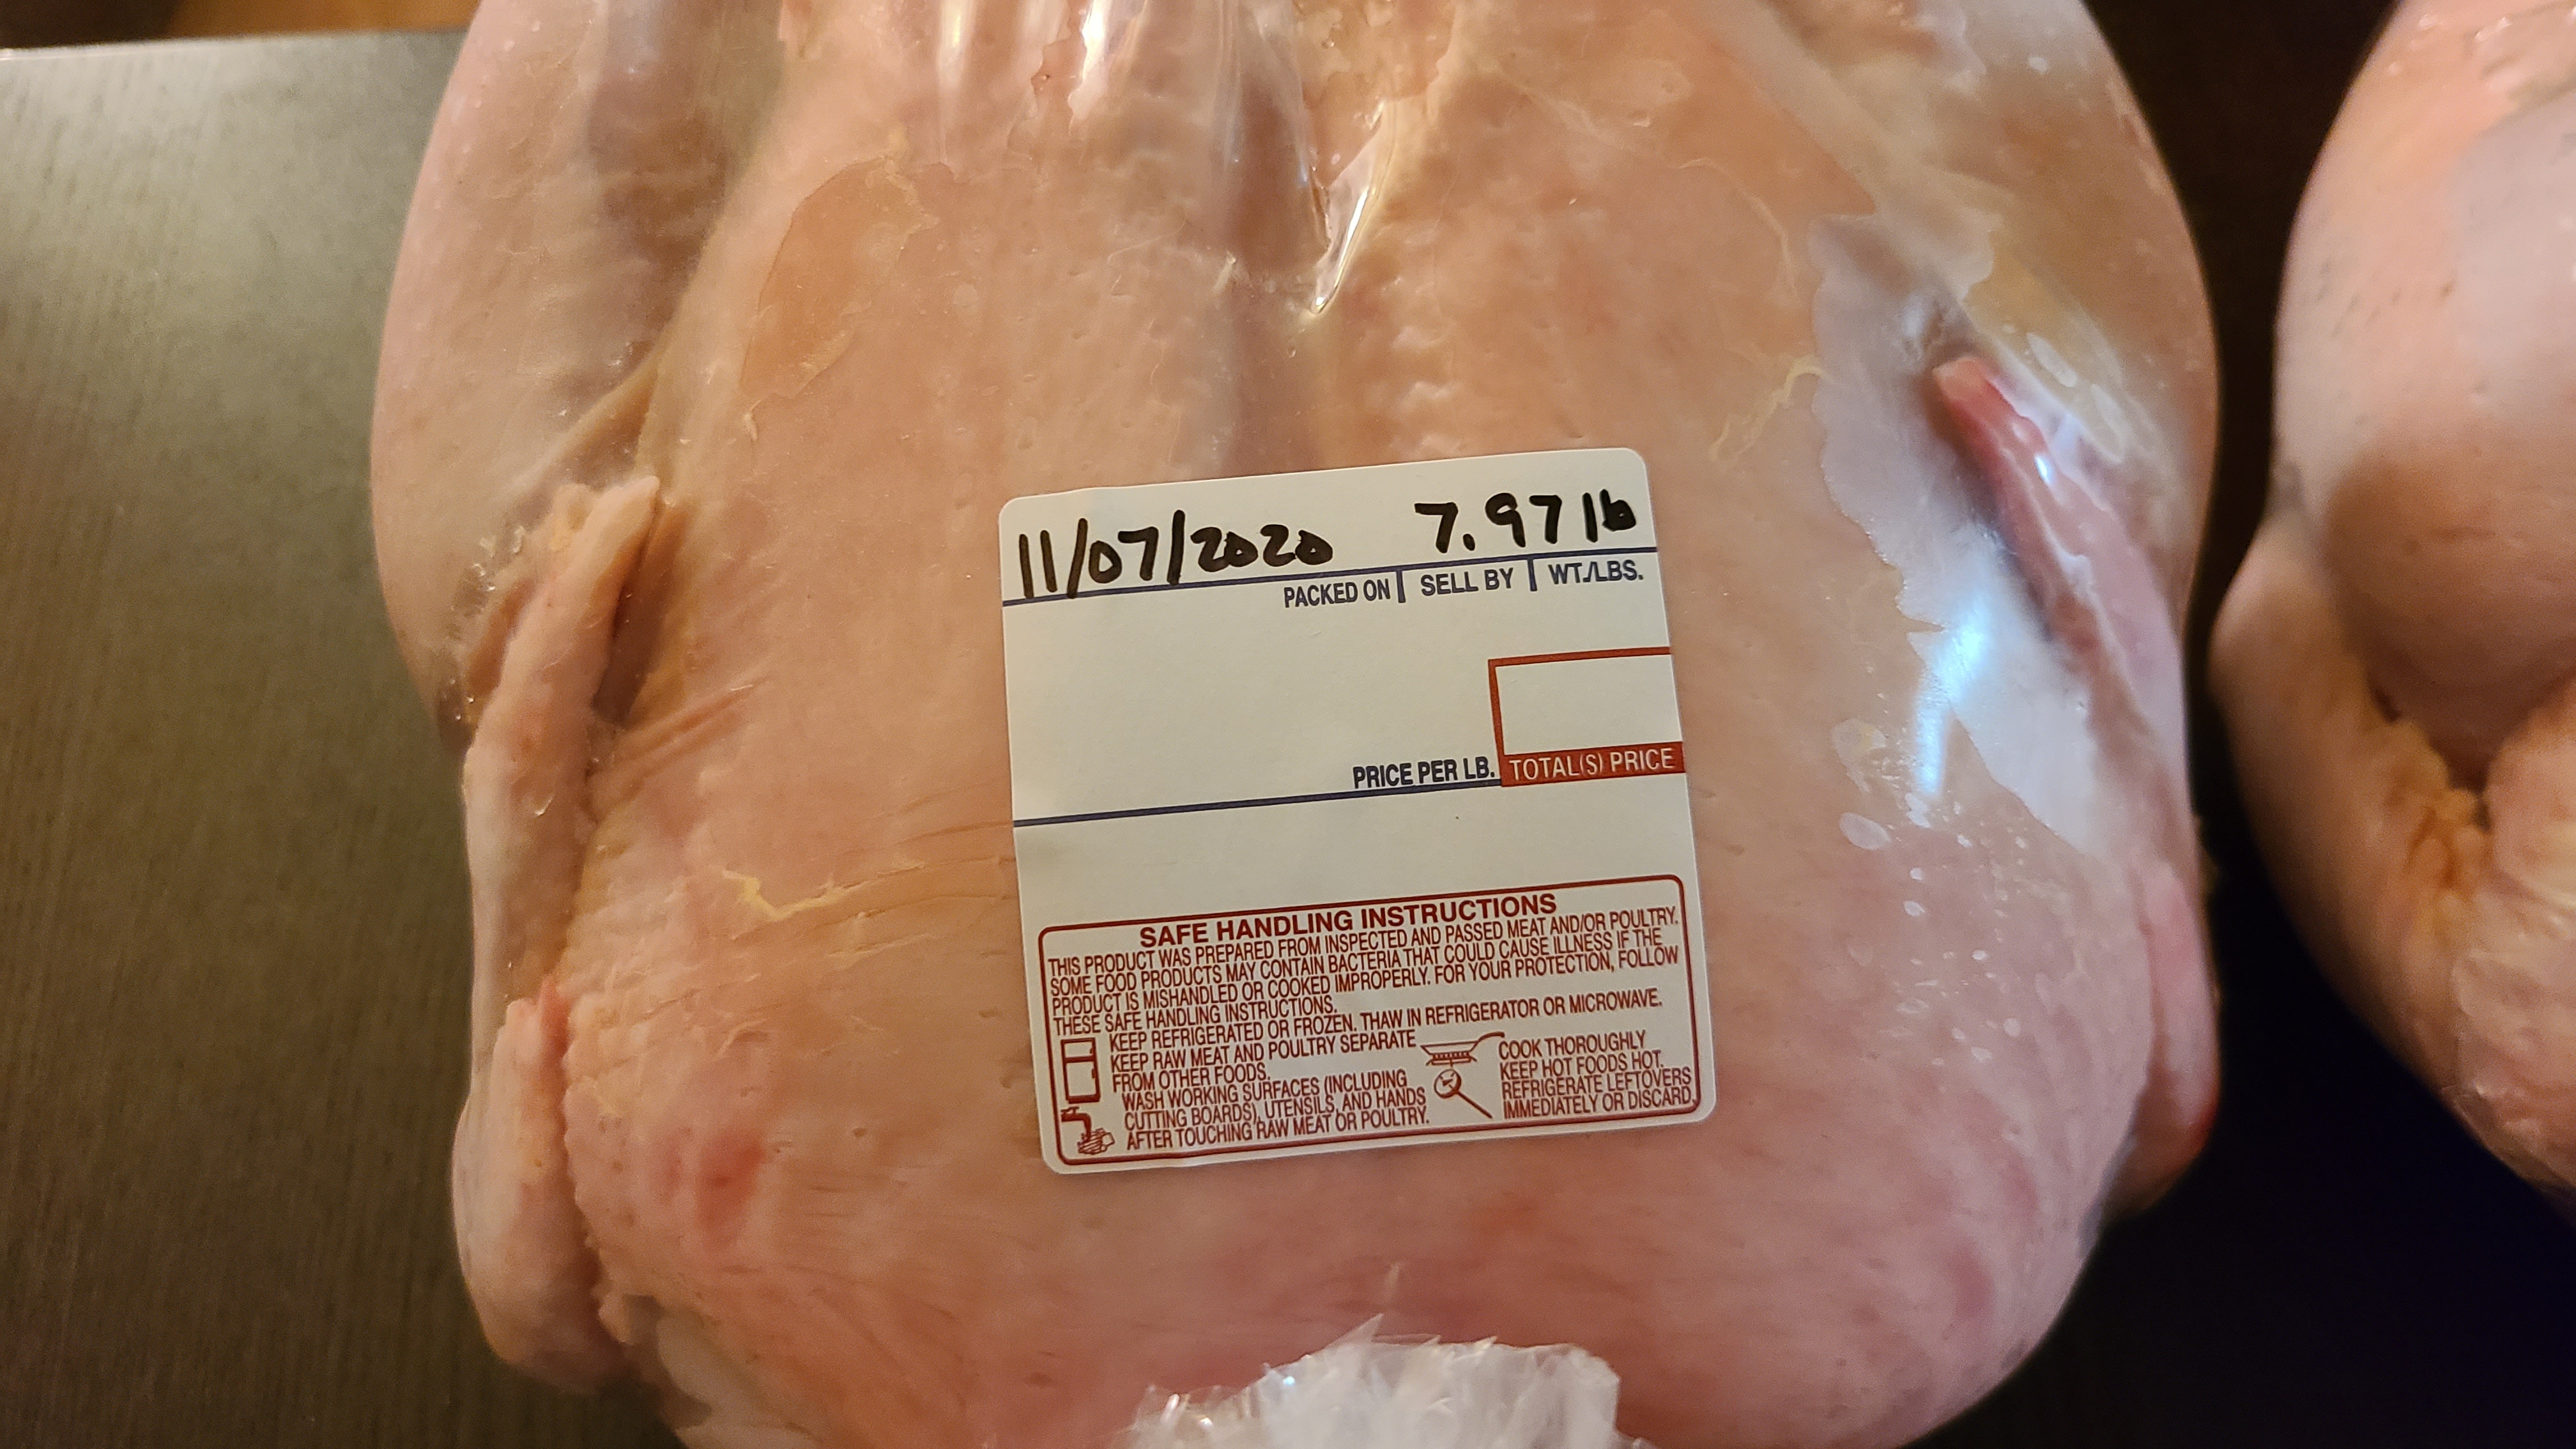 11/07/2020 7.97 lb
PACKED ON | SELL BY | WT./LBS.
PRICE PER LB. TOTAL(S) PRICE
SAFE HANDLING INSTRUCTIONS
THIS PRODUCT WAS PREPARED FROM INSPECTED AND PASSED MEAT AND/OR POULTRY.
SOME FOOD PRODUCTS MAY CONTAIN BACTERIA THAT COULD CAUSE ILLNESS IF THE
PRODUCT IS MISHANDLED OR COOKED IMPROPERLY. FOR YOUR PROTECTION, FOLLOW
THESE SAFE HANDLING INSTRUCTIONS.
KEEP REFRIGERATED OR FROZEN. THAW IN REFRIGERATOR OR MICROWAVE.
KEEP RAW MEAT AND POULTRY SEPARATE
FROM OTHER FOODS.
WASH WORKING SURFACES (INCLUDING
CUTTING BOARDS), UTENSILS, AND HANDS
AFTER TOUCHING RAW MEAT OR POULTRY.
COOK THOROUGHLY
KEEP HOT FOODS HOT.
REFRIGERATE LEFTOVERS
IMMEDIATELY OR DISCARD.